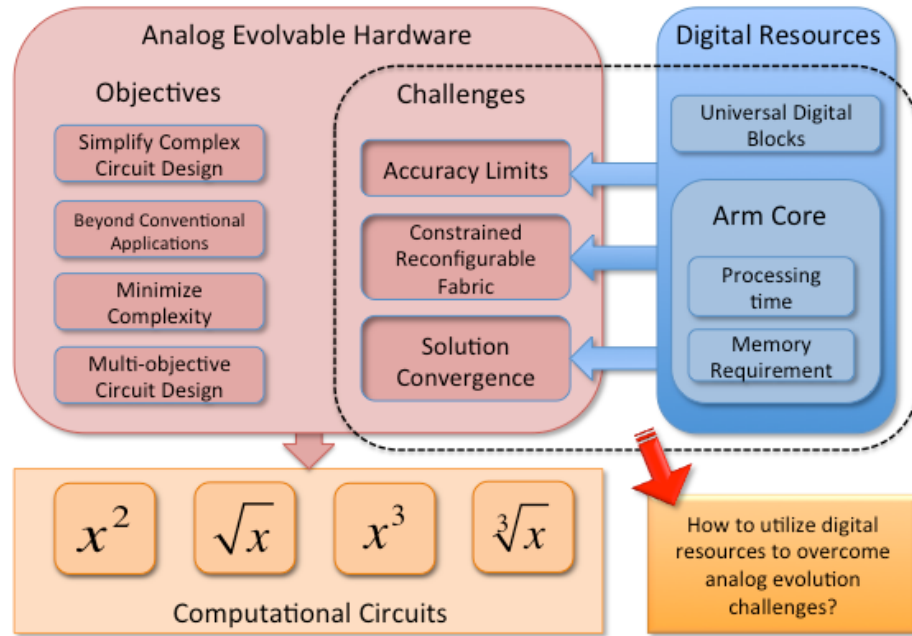 Analog Evolvable Hardware
Objectives
Simplify Complex
Circuit Design
Beyond Conventional
Applications
Minimize
Complexity
Multi-objective
Circuit Design
Challenges
Accuracy Limits
Constrained
Reconfigurable
Fabric
Solution
Convergence
Digital Resources
Universal Digital
Blocks
Arm Core
Processing
time
Memory
Requirement
x² √x x³ ∛x
Computational Circuits
How to utilize digital
resources to overcome
analog evolution
challenges?